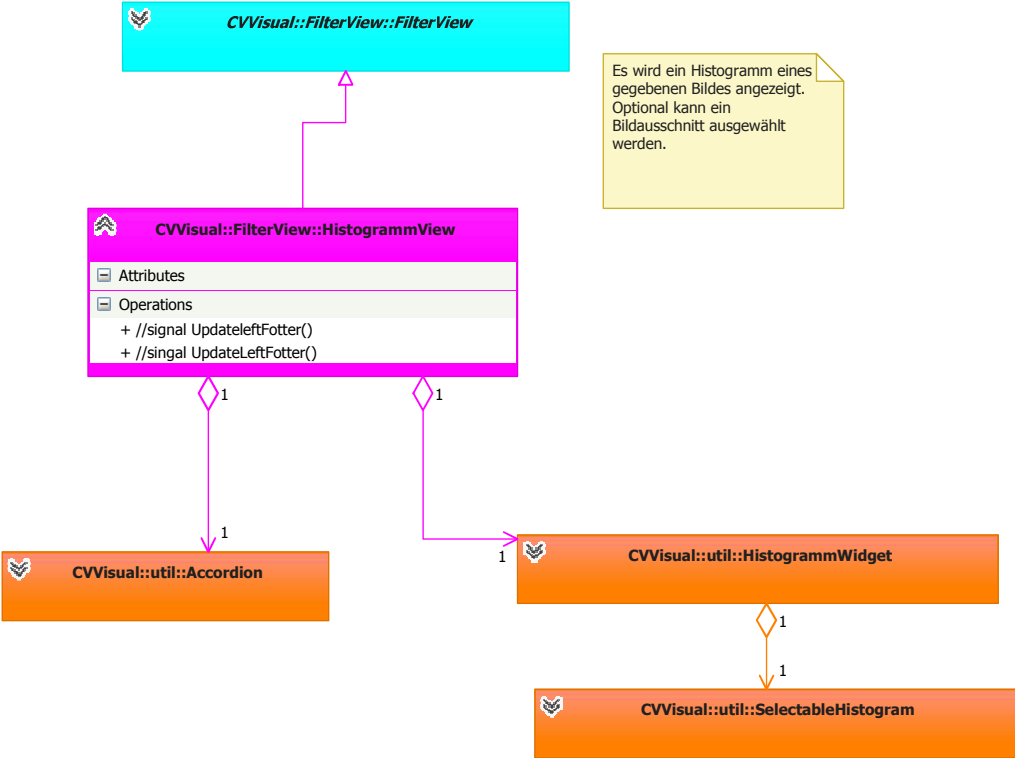 CVVisual::FilterView::FilterView
Es wird ein Histogramm eines
gegebenen Bildes angezeigt.
Optional kann ein
Bildausschnitt ausgewählt
werden.
CVVisual::FilterView::HistogrammView
Attributes
Operations
+ //signal UpdateleftFotter()
+ //singal UpdateLeftFotter()
1
1
1
1
CVVisual::util::Accordion
CVVisual::util::HistogrammWidget
1
1
CVVisual::util::SelectableHistogram